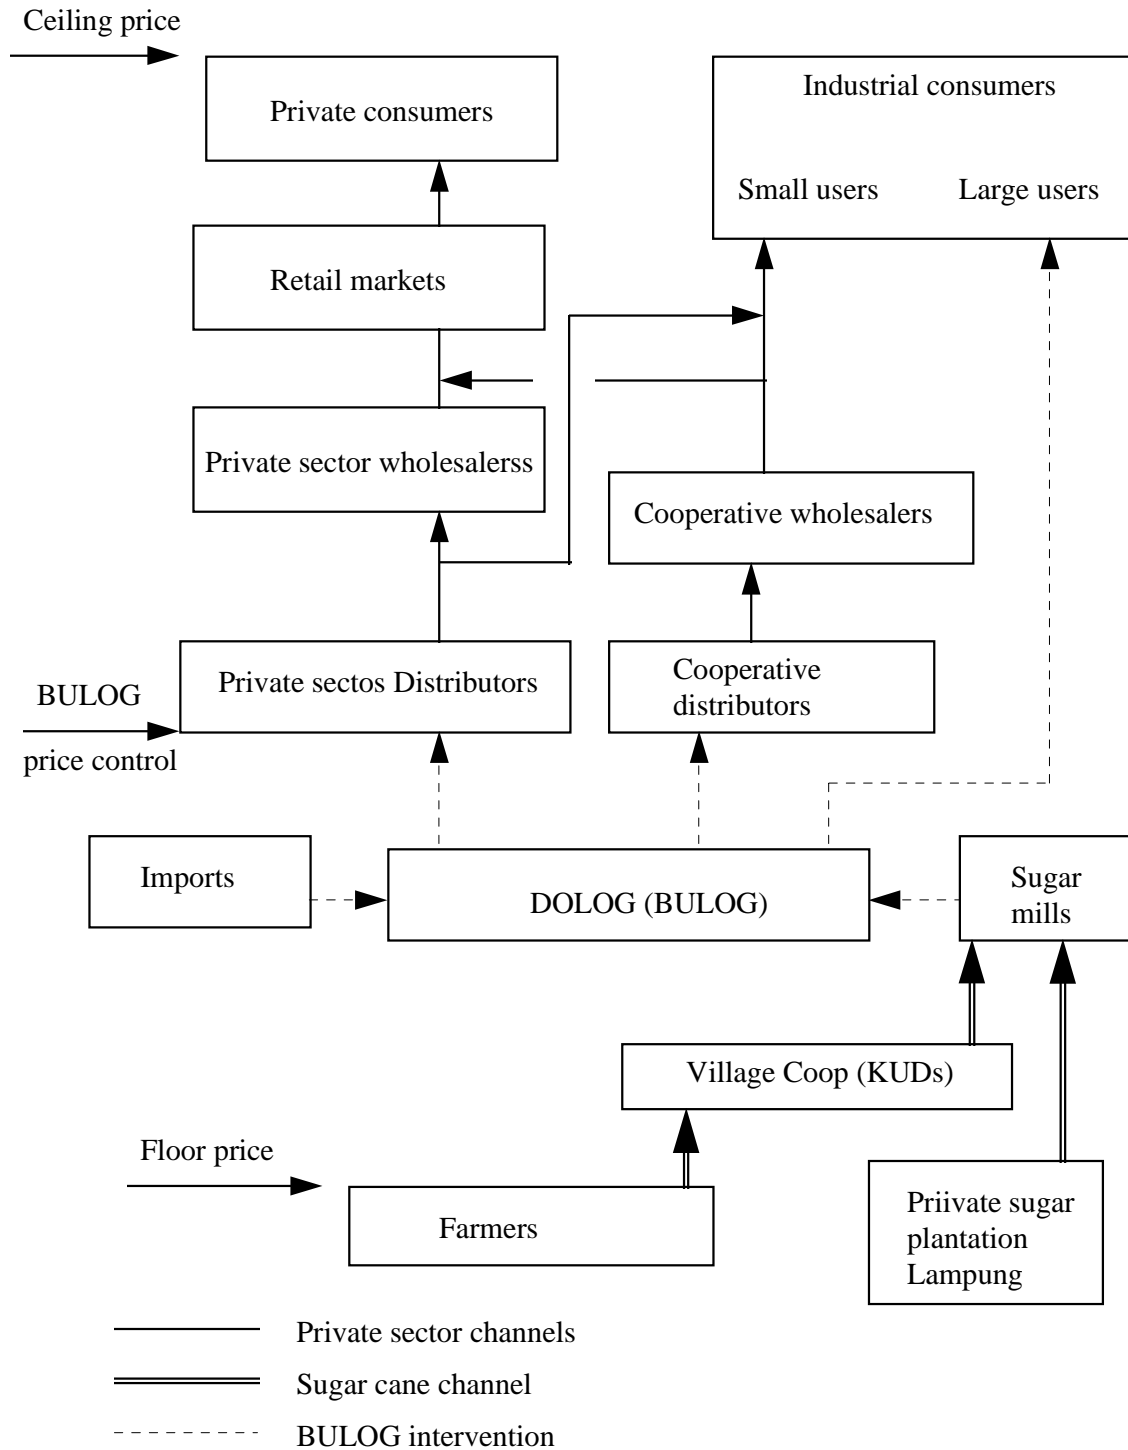 Ceiling price
Private consumers
Industrial consumers
Small users
Large users
Retail markets
Private sector wholesalerss
Cooperative wholesalers
Private sectos Distributors
Cooperative
distributors
BULOG
price control
Imports
DOLOG (BULOG)
Sugar
mills
Village Coop (KUDs)
Floor price
Farmers
Priivate sugar
plantation
Lampung
Private sector channels
Sugar cane channel
BULOG intervention